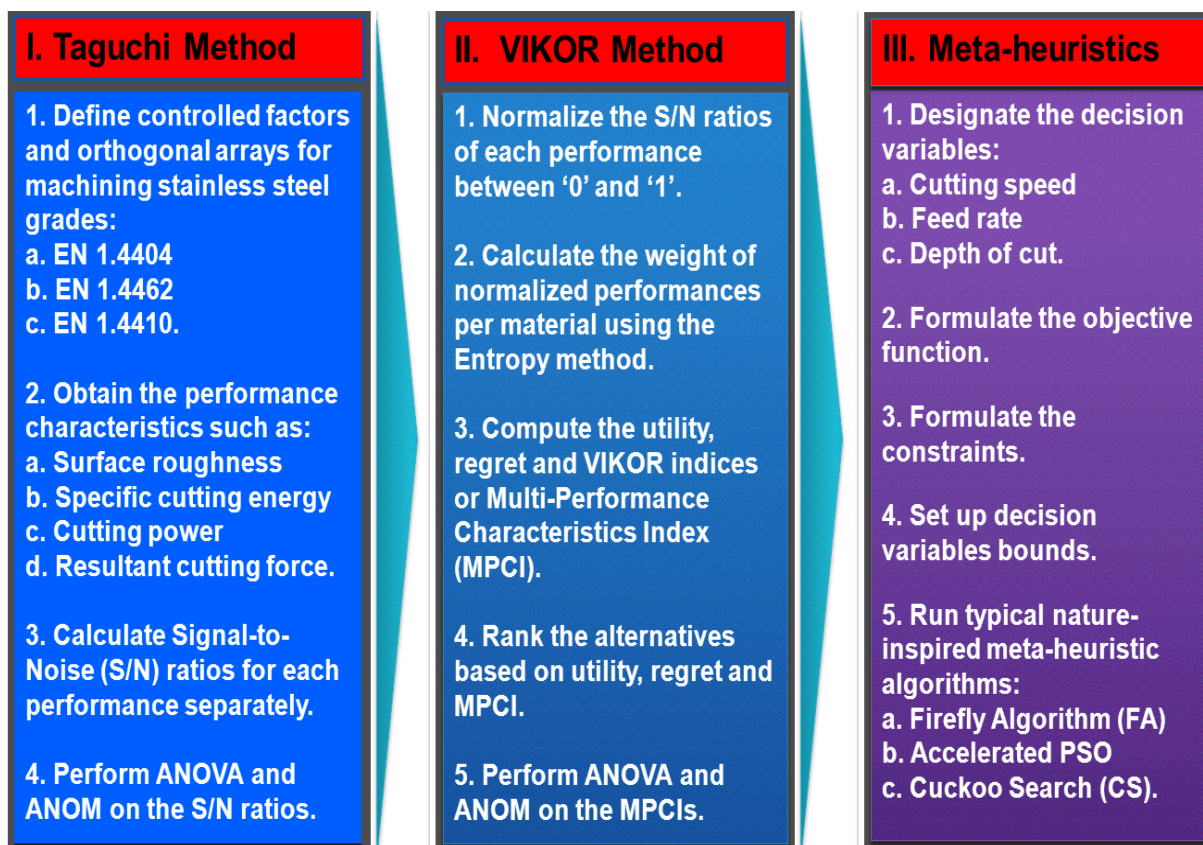 I. Taguchi Method
1. Define controlled factors
and orthogonal arrays for
machining stainless steel
grades:
a. EN 1.4404
b. EN 1.4462
c. EN 1.4410.
2. Obtain the performance
characteristics such as:
a. Surface roughness
b. Specific cutting energy
c. Cutting power
d. Resultant cutting force.
3. Calculate Signal-to-
Noise (S/N) ratios for each
performance separately.
4. Perform ANOVA and
ANOM on the S/N ratios.
II. VIKOR Method
1. Normalize the S/N ratios
of each performance
between ‘0’ and ‘1’.
2. Calculate the weight of
normalized performances
per material using the
Entropy method.
3. Compute the utility,
regret and VIKOR indices
or Multi-Performance
Characteristics Index
(MPCI).
4. Rank the alternatives
based on utility, regret and
MPCI.
5. Perform ANOVA and
ANOM on the MPCIs.
III. Meta-heuristics
1. Designate the decision
variables:
a. Cutting speed
b. Feed rate
c. Depth of cut.
2. Formulate the objective
function.
3. Formulate the
constraints.
4. Set up decision
variables bounds.
5. Run typical nature-
inspired meta-heuristic
algorithms:
a. Firefly Algorithm (FA)
b. Accelerated PSO
c. Cuckoo Search (CS).